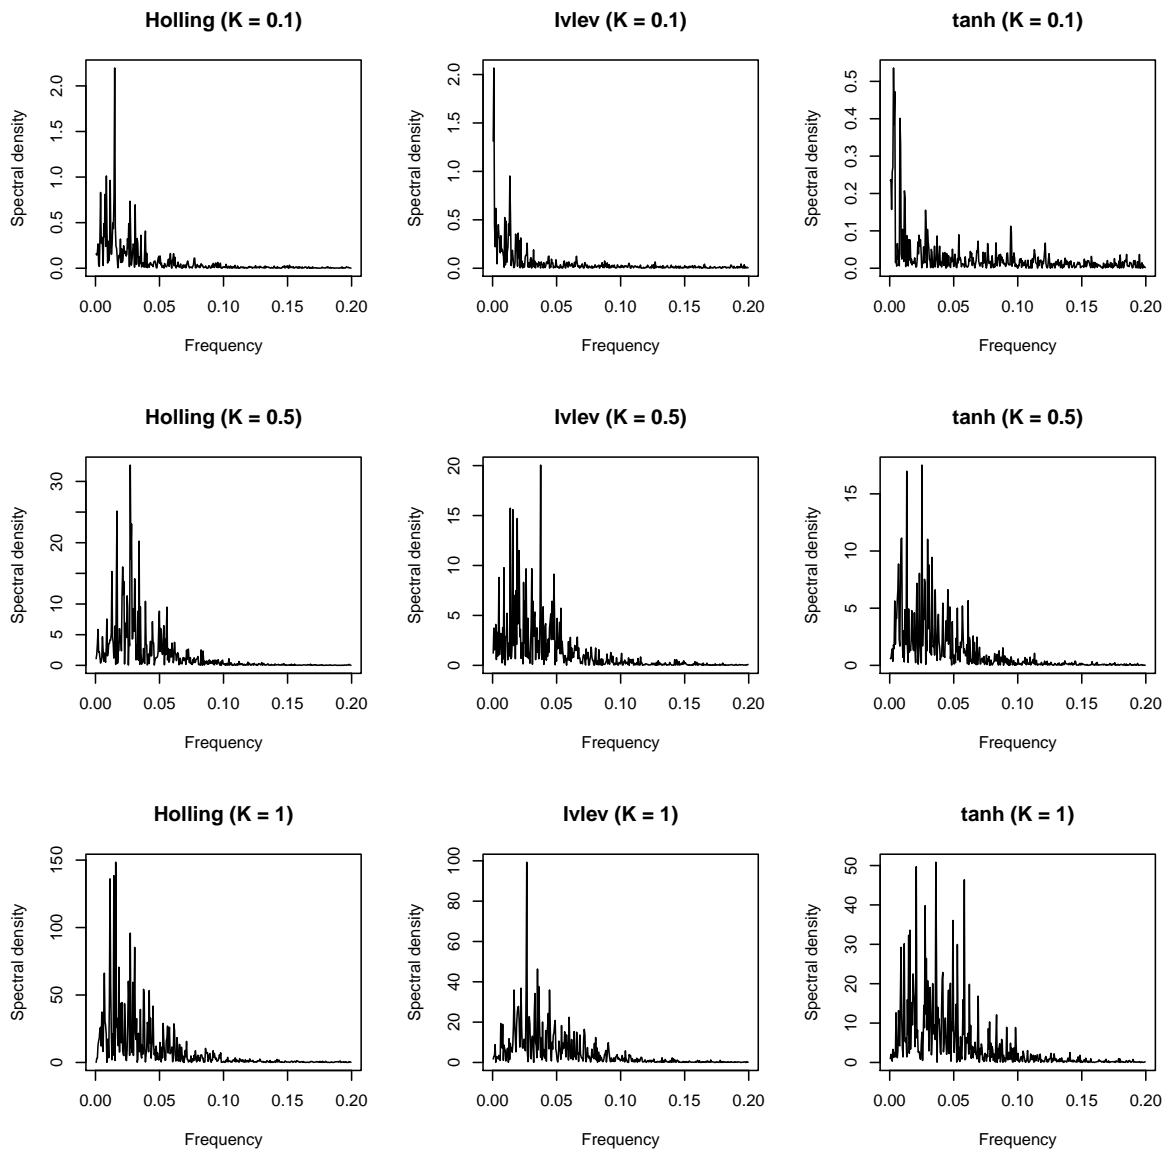 Holling (K = 0.1)
Spectral density
0.0 0.5 1.0 1.5 2.0
0.00 0.05 0.10 0.15 0.20
Frequency
Ivlev (K = 0.1)
Spectral density
0.0 0.5 1.0 1.5 2.0
0.00 0.05 0.10 0.15 0.20
Frequency
tanh (K = 0.1)
Spectral density
0.0 0.1 0.2 0.3 0.4 0.5
0.00 0.05 0.10 0.15 0.20
Frequency
Holling (K = 0.5)
Spectral density
0 5 10 20 30
0.00 0.05 0.10 0.15 0.20
Frequency
Ivlev (K = 0.5)
Spectral density
0 5 10 15 20
0.00 0.05 0.10 0.15 0.20
Frequency
tanh (K = 0.5)
Spectral density
0 5 10 15
0.00 0.05 0.10 0.15 0.20
Frequency
Holling (K = 1)
Spectral density
0 50 100 150
0.00 0.05 0.10 0.15 0.20
Frequency
Ivlev (K = 1)
Spectral density
0 20 40 60 80 100
0.00 0.05 0.10 0.15 0.20
Frequency
tanh (K = 1)
Spectral density
0 10 20 30 40 50
0.00 0.05 0.10 0.15 0.20
Frequency